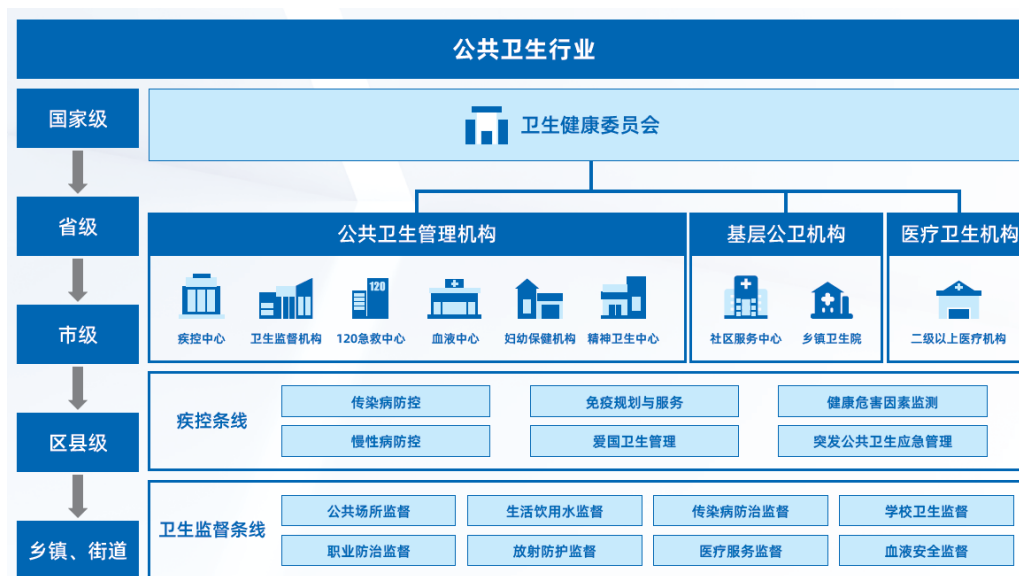 公共卫生行业
国家级
卫生健康委员会
省级
公共卫生管理机构
基层公卫机构
医疗卫生机构
120
疾控中心
卫生监督机构
120急救中心
血液中心
妇幼保健机构
精神卫生中心
社区服务中心
乡镇卫生院
二级以上医疗机构
市级
疾控条线
传染病防控
免疫规划与服务
健康危害因素监测
慢性病防控
爱国卫生管理
突发公共卫生应急管理
区县级
卫生监督条线
公共场所监督
生活饮用水监督
传染病防治监督
学校卫生监督
职业防治监督
放射防护监督
医疗服务监督
血液安全监督
乡镇、街道